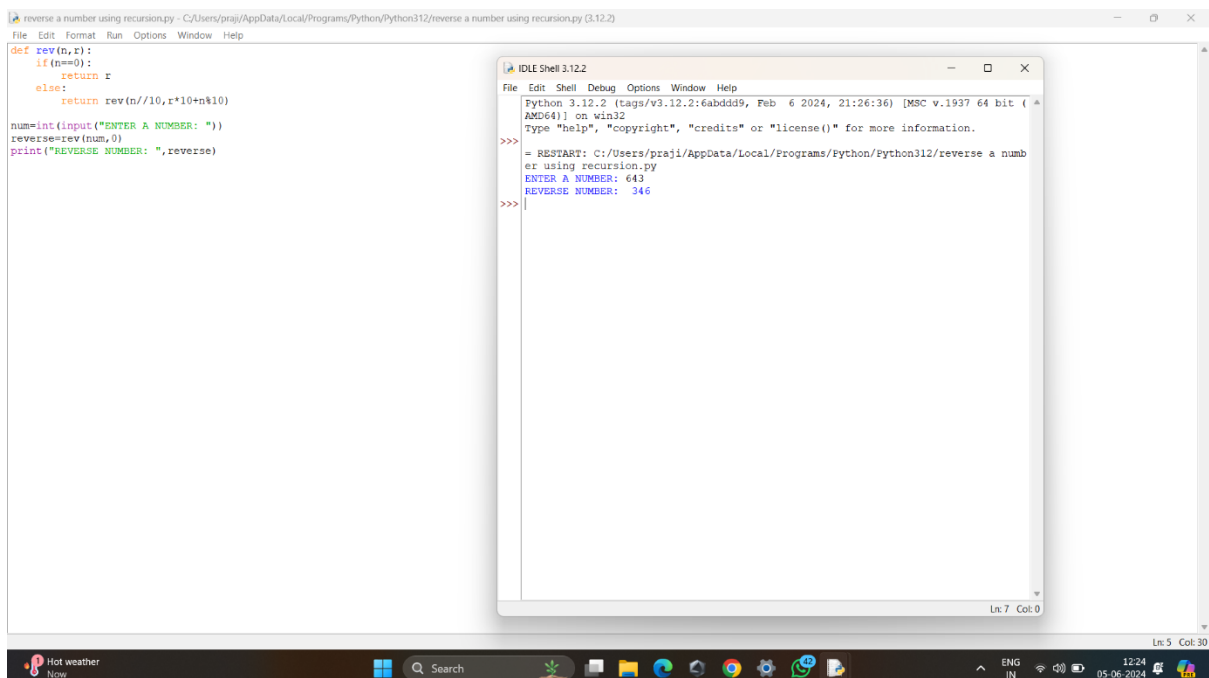 reverse a number using recursion.py - C:/Users/praji/AppData/Local/Programs/Python/Python312/reverse a number using recursion.py (3.12.2)
File Edit Format Run Options Window Help
def rev(n,r):
    if(n==0):
        return r
    else:
        return rev(n//10,r*10+n%10)

num=int(input("ENTER A NUMBER: "))
reverse=rev(num,0)
print("REVERSE NUMBER: ",reverse)
IDLE Shell 3.12.2
File Edit Shell Debug Options Window Help
Python 3.12.2 (tags/v3.12.2:6abddd9, Feb  6 2024, 21:26:36) [MSC v.1937 64 bit (
AMD64)] on win32
Type "help", "copyright", "credits" or "license()" for more information.
>>>
= RESTART: C:/Users/praji/AppData/Local/Programs/Python/Python312/reverse a numb
er using recursion.py
ENTER A NUMBER: 643
REVERSE NUMBER:  346
>>>
Ln: 7 Col: 0
Ln: 5 Col: 30
1
Hot weather
Now
Search
42
ENG
IN
12:24
05-06-2024
PRE